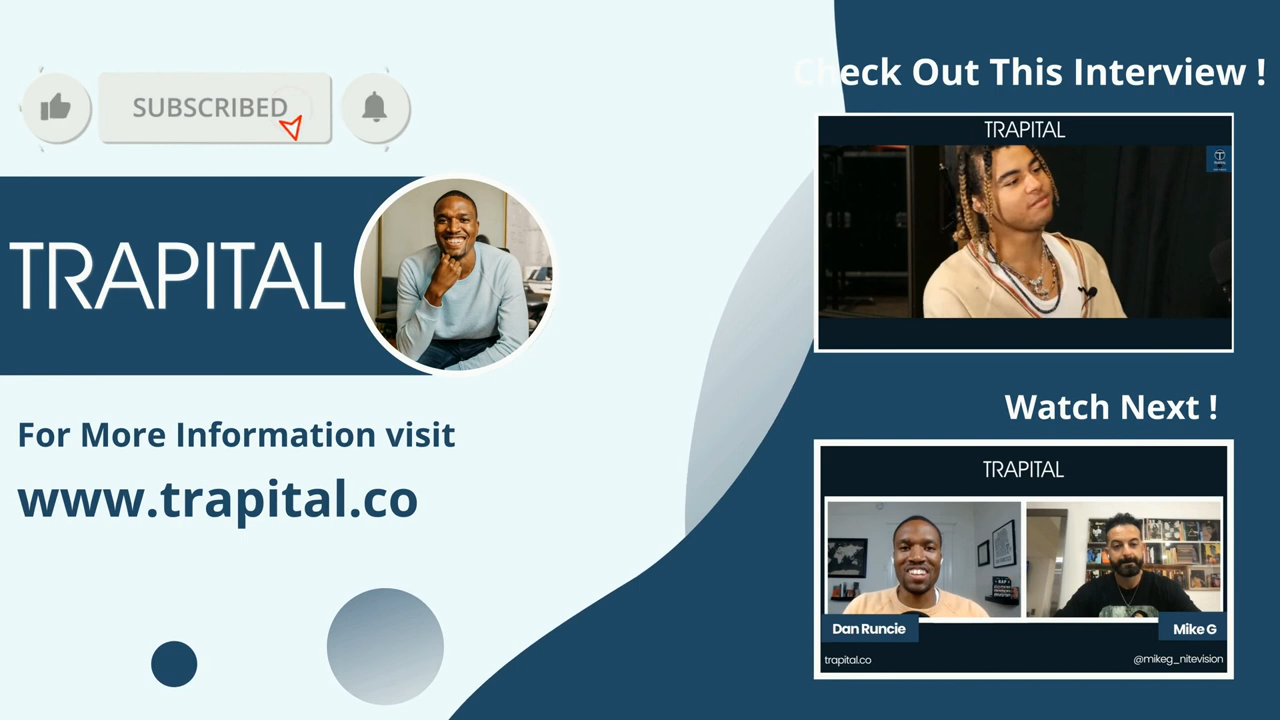 SUBSCRIBED
TRAPITAL
For More Information visit
www.trapital.co
Check Out This Interview !
TRAPITAL
Watch Next !
TRAPITAL
Dan Runcie
Mike G
trapital.co
@mikeg_nitevision